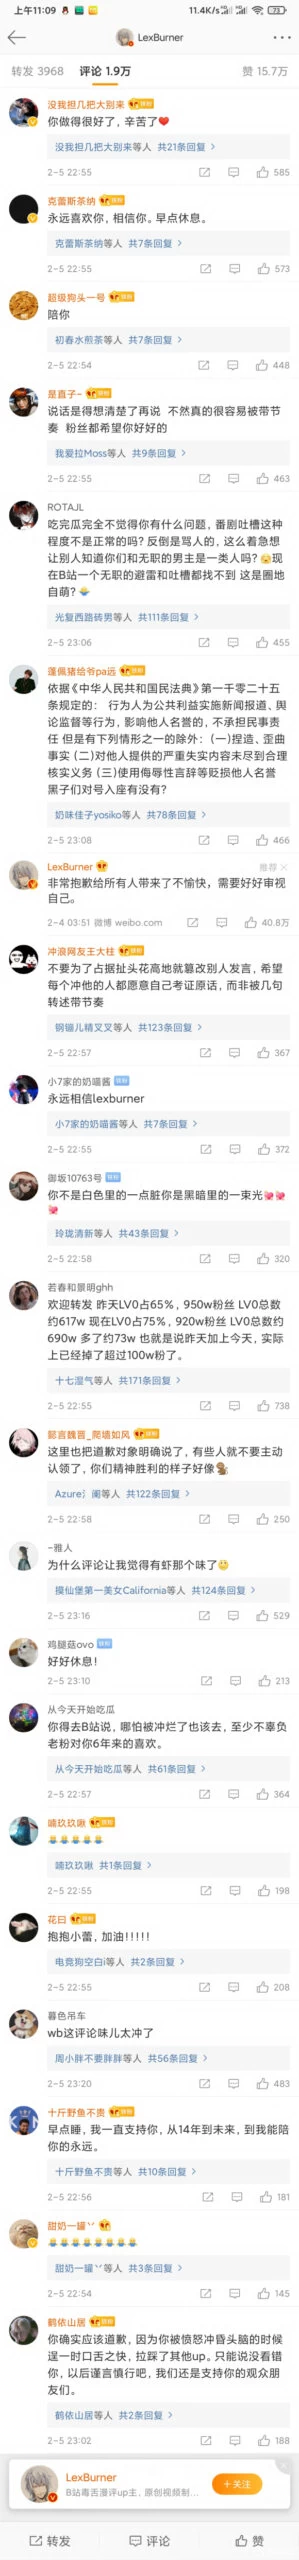 上午11:09
11.4K/s
73
LexBurner
转发 3968 评论 1.9万 赞 15.7万
没我担几把大别来
你做得很好了，辛苦了❤️
没我担几把大别来等人 共21条回复 >
2-5 22:55 585
克蕾斯茶纳
永远喜欢你，相信你。早点休息。
克蕾斯茶纳等人 共7条回复 >
2-5 22:55 573
超级狗头一号
陪你
初春水煎茶等人 共7条回复 >
2-5 22:54 448
是直子-
说话是得想清楚了再说 不然真的很容易被带节
奏 粉丝都希望你好好的
我爱拉Moss等人 共9条回复 >
2-5 22:55 463
ROTAJL
吃完瓜完全不觉得你有什么问题，番剧吐槽这种
程度不是正常的吗？反倒是骂人的，这么着急想
让别人知道你们和无职的男主是一类人吗？现
在B站一个无职的避雷和吐槽都找不到 这是圈地
自萌？
光复西路砖男等人 共111条回复 >
2-5 23:06 455
蓬佩猪给爷pa远
依据《中华人民共和国民法典》第一千零二十五
条规定的： 行为人为公共利益实施新闻报道、舆
论监督等行为，影响他人名誉的，不承担民事责
任 但是有下列情形之一的除外：(一)捏造、歪曲
事实 (二)对他人提供的严重失实内容未尽到合理
核实义务 (三)使用侮辱性言辞等贬损他人名誉
黑子们对号入座有没有？
奶味佳子yosiko等人 共78条回复 >
2-5 23:08 466
LexBurner 推荐
非常抱歉给所有人带来了不愉快，需要好好审视
自己。
2-4 03:51 微博 weibo.com 40.8万
冲浪网友王大柱
不要为了占据扯头花高地就篡改别人发言，希望
每个冲他的人都愿意自己考证原话，而非被几句
转述带节奏
钢镚儿精叉叉等人 共123条回复 >
2-5 22:57 367
小7家的奶喵酱
永远相信lexburner
小7家的奶喵酱等人 共7条回复 >
2-5 22:55 372
御坂10763号
你不是白色里的一点脏你是黑暗里的一束光
玲珑清新等人 共43条回复 >
2-5 22:58 320
若春和景明ghh
欢迎转发 昨天LV0占65%，950w粉丝 LV0总数
约617w 现在LV0占75%，920w粉丝 LV0总数约
690w 多了约73w 也就是说昨天加上今天，实际
上已经掉了超过100w粉了。
十七湿气等人 共171条回复 >
2-5 22:55 738
懿言魏晋_爬墙如风
这里也把道歉对象明确说了，有些人就不要主动
认领了，你们精神胜利的样子好像
共122条回复 >
2-5 22:58 250
-雅人
为什么评论让我觉得有虾那个味了
摸仙堡第一美女California等人 共124条回复 >
2-5 23:16 529
鸡腿菇ovo
好好休息！
2-5 23:10 213
从今天开始吃瓜
你得去B站说，哪怕被冲烂了也该去，至少不辜负
老粉对你6年来的喜欢。
从今天开始吃瓜等人 共61条回复 >
2-5 22:57 364
喃玖玖啾
喃玖玖啾 共1条回复 >
2-5 22:55 198
花曰
抱抱小蕾，加油!!!!!
电竞狗空白i等人 共2条回复 >
2-5 22:55 208
暮色吊车
wb这评论味儿太冲了
周小胖不要胖胖等人 共56条回复 >
2-5 23:20 483
十斤野鱼不贵
早点睡，我一直支持你，从14年到未来，到我能陪
你的永远。
十斤野鱼不贵等人 共10条回复 >
2-5 22:56 181
甜奶一罐丷
甜奶一罐丷等人 共3条回复 >
2-5 22:54 145
鹤依山居
你确实应该道歉，因为你被愤怒冲昏头脑的时候
逞一时口舌之快，拉踩了其他up。只能说没看错
你，以后谨言慎行吧，我们还是支持你的观众朋
友们。
鹤依山居等人 共2条回复 >
2-5 23:02 188
LexBurner
B站毒舌漫评up主，原创视频制...
+关注
转发 评论 赞